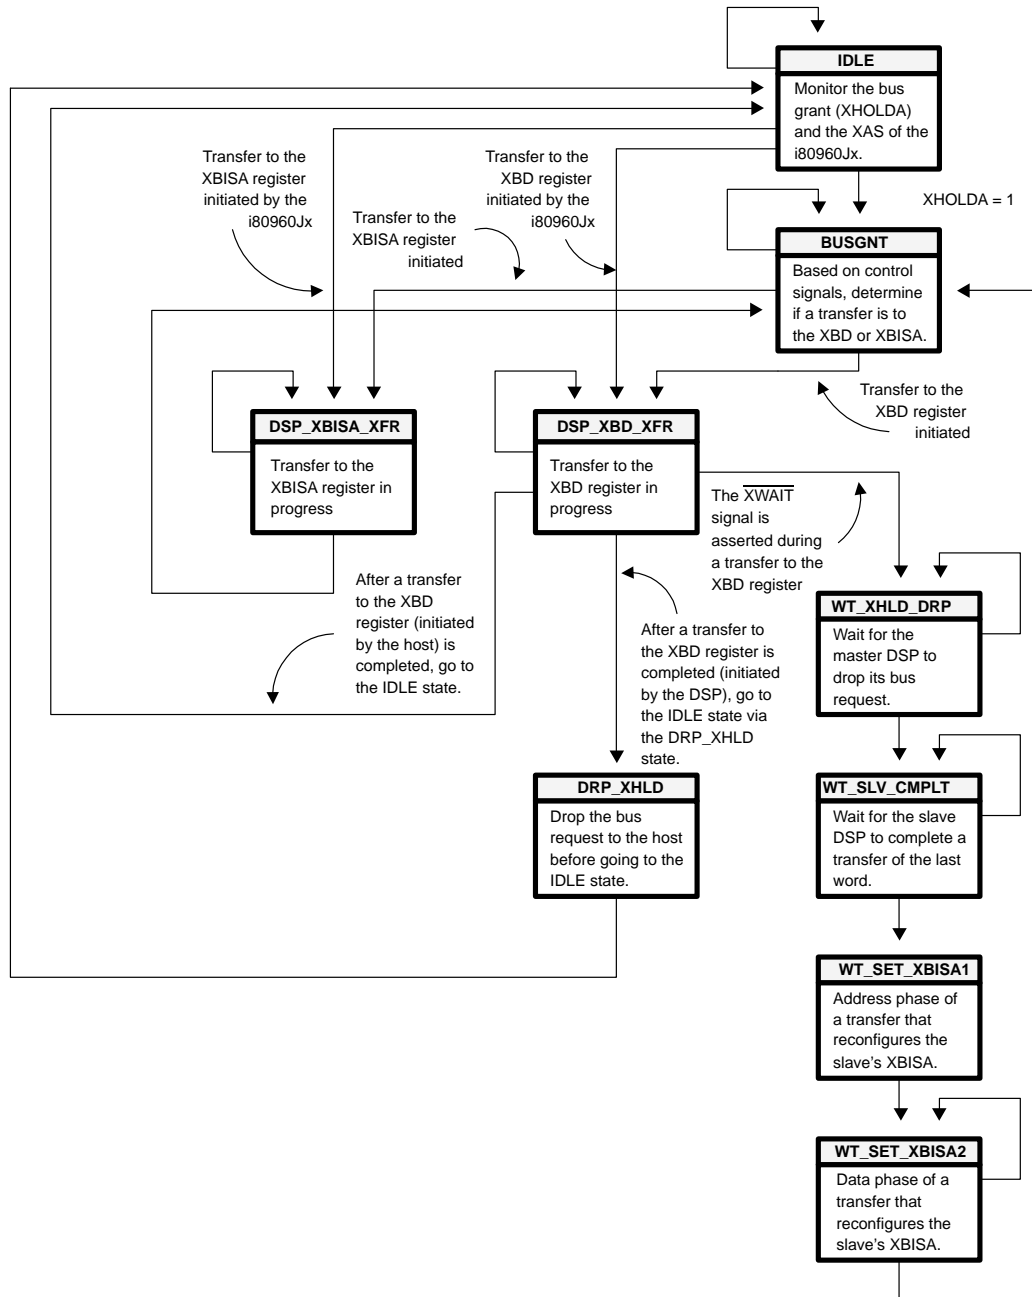 IDLE
Monitor the bus
grant (XHOLDA)
and the XAS of the
i80960Jx.
Transfer to the
XBISA register
initiated by the
i80960Jx
Transfer to the
XBD register
initiated by the
i80960Jx
Transfer to the
XBISA register
initiated
XHOLDA = 1
BUSGNT
Based on control
signals, determine
if a transfer is to
the XBD or XBISA.
Transfer to the
XBD register
initiated
DSP_XBISA_XFR
Transfer to the
XBISA register in
progress
DSP_XBD_XFR
Transfer to the
XBD register in
progress
The XWAIT
signal is
asserted during
a transfer to the
XBD register
After a transfer
to the XBD
register (initiated
by the host) is
completed, go to
the IDLE state.
After a transfer to
the XBD register is
completed (initiated
by the DSP), go to
the IDLE state via
the DRP_XHLD
state.
WT_XHLD_DRP
Wait for the
master DSP to
drop its bus
request.
DRP_XHLD
Drop the bus
request to the host
before going to the
IDLE state.
WT_SLV_CMPLT
Wait for the slave
DSP to complete a
transfer of the last
word.
WT_SET_XBISA1
Address phase of
a transfer that
reconfigures the
slave's XBISA.
WT_SET_XBISA2
Data phase of a
transfer that
reconfigures the
slave's XBISA.